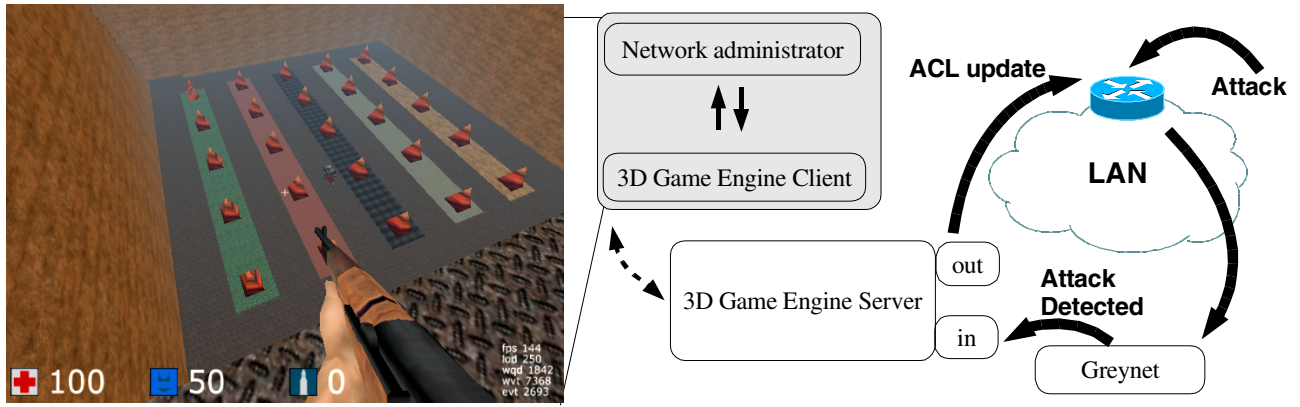 100
50
0
fps 144
lod 250
wqd 1842
wvt 7368
evt 2693
Network administrator
3D Game Engine Client
3D Game Engine Server
out
in
ACL update
Attack
LAN
Attack
Detected
Greynet